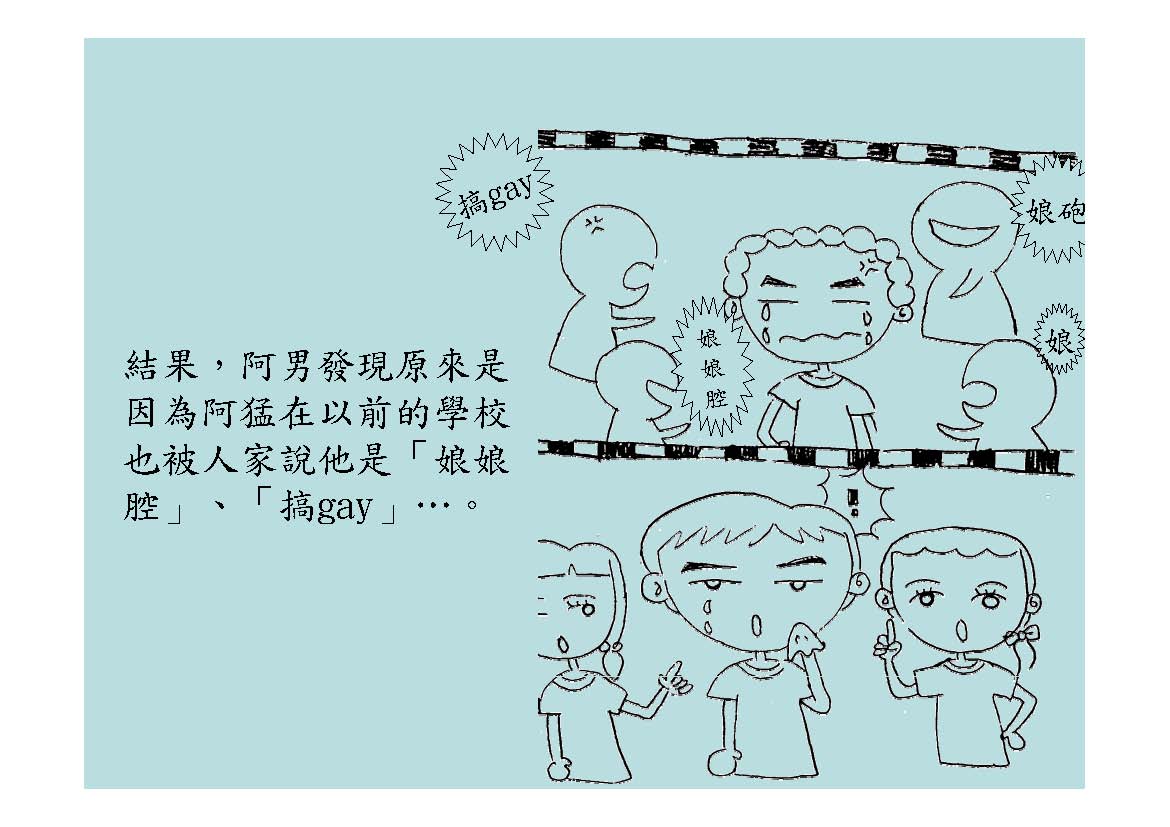 搞gay
娘砲
娘
娘
腔
娘
結果，阿男發現原來是
因為阿猛在以前的學校
也被人家說他是「娘娘
腔」、「搞gay」…。
!